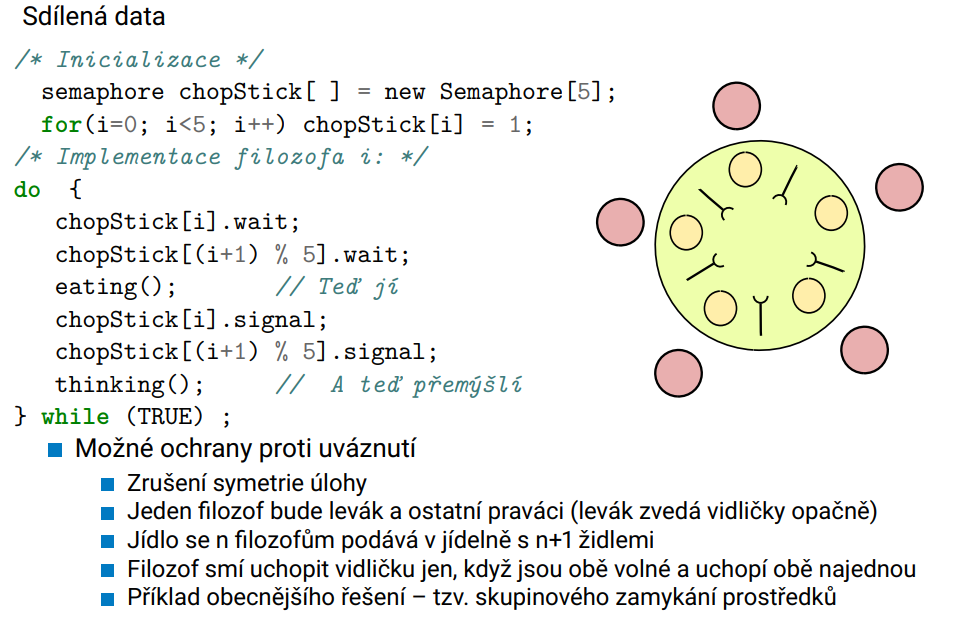 Sdílená data
/* Inicializace */
semaphore chopStick[ ] = new Semaphore[5];
for(i=0; i<5; i++) chopStick[i] = 1;
/* Implementace filozofa i: */
do {
chopStick[i].wait;
chopStick[(i+1) % 5].wait;
eating(); // Teď jí
chopStick[i].signal;
chopStick[(i+1) % 5].signal;
thinking(); // A teď přemýšlí
} while (TRUE) ;
Možné ochrany proti uváznutí
Zrušení symetrie úlohy
Jeden filozof bude levák a ostatní praváci (levák zvedá vidličky opačně)
Jídlo se n filozofům podává v jídelně s n+1 židlemi
Filozof smí uchopit vidličku jen, když jsou obě volné a uchopí obě najednou
Příklad obecnějšího řešení – tzv. skupinového zamykání prostředků